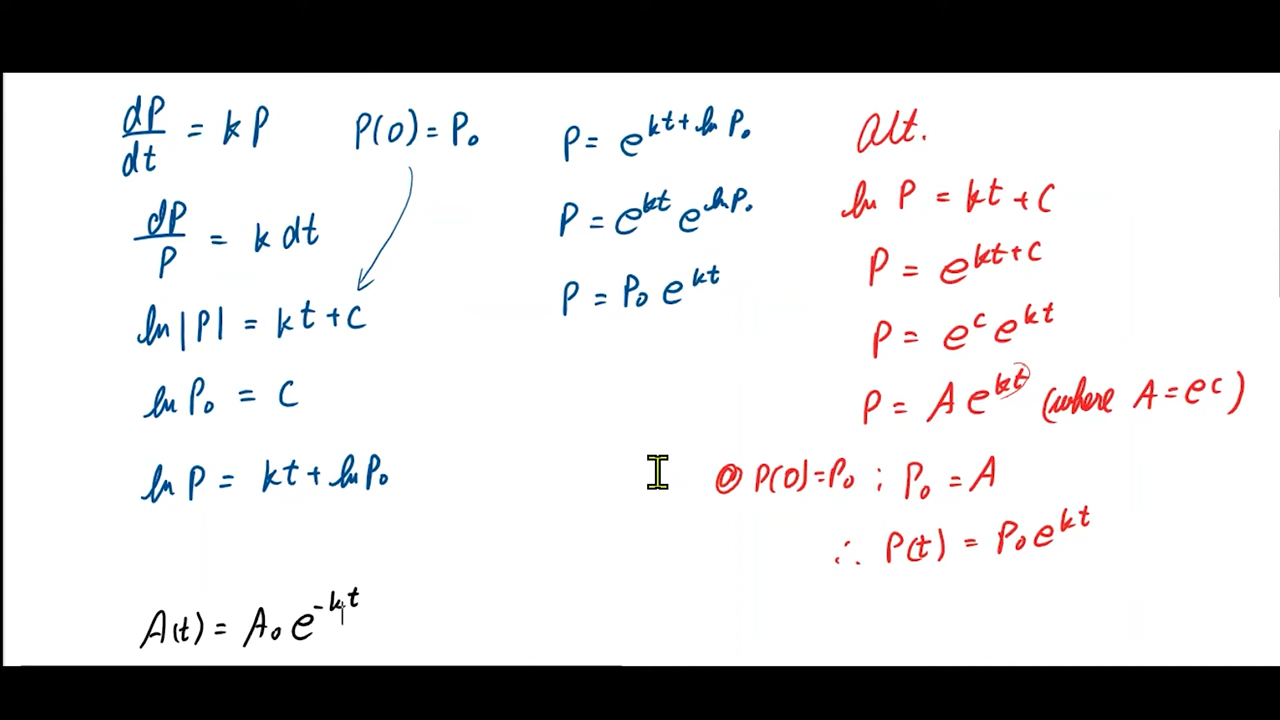 dP/dt = kP    P(0) = P₀
dP/P = k dt
ln|P| = kt + C
ln P₀ = C
ln P = kt + ln P₀
P = e^(kt + ln P₀)
P = e^(kt) e^(ln P₀)
P = P₀ e^(kt)
Alt.
ln P = kt + C
P = e^(kt+C)
P = e^C e^(kt)
P = A e^(kt) (where A = e^C)
@ P(0) = P₀ : P₀ = A
∴ P(t) = P₀ e^(kt)
A(t) = A₀ e^(-kt)